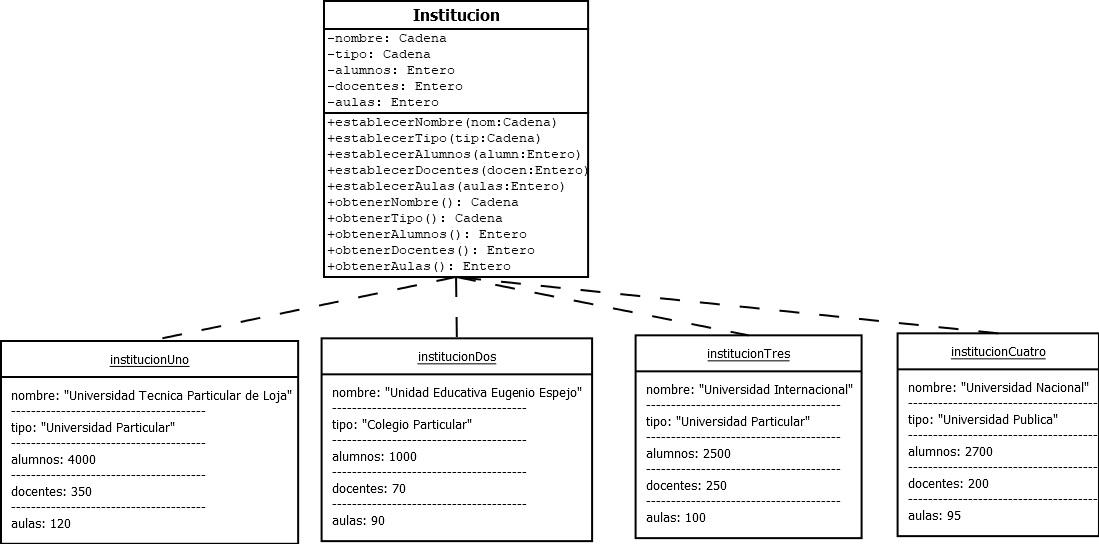 Institucion
-nombre: Cadena
-tipo: Cadena
-alumnos: Entero
-docentes: Entero
-aulas: Entero
+establecerNombre(nom:Cadena)
+establecerTipo(tip:Cadena)
+establecerAlumnos(alumn:Entero)
+establecerDocentes(docen:Entero)
+establecerAulas(aulas:Entero)
+obtenerNombre(): Cadena
+obtenerTipo(): Cadena
+obtenerAlumnos(): Entero
+obtenerDocentes(): Entero
+obtenerAulas(): Entero
institucionUno
nombre: "Universidad Tecnica Particular de Loja"
tipo: "Universidad Particular"
alumnos: 4000
docentes: 350
aulas: 120
institucionDos
nombre: "Unidad Educativa Eugenio Espejo"
tipo: "Colegio Particular"
alumnos: 1000
docentes: 70
aulas: 90
institucionTres
nombre: "Universidad Internacional"
tipo: "Universidad Particular"
alumnos: 2500
docentes: 250
aulas: 100
institucionCuatro
nombre: "Universidad Nacional"
tipo: "Universidad Publica"
alumnos: 2700
docentes: 200
aulas: 95